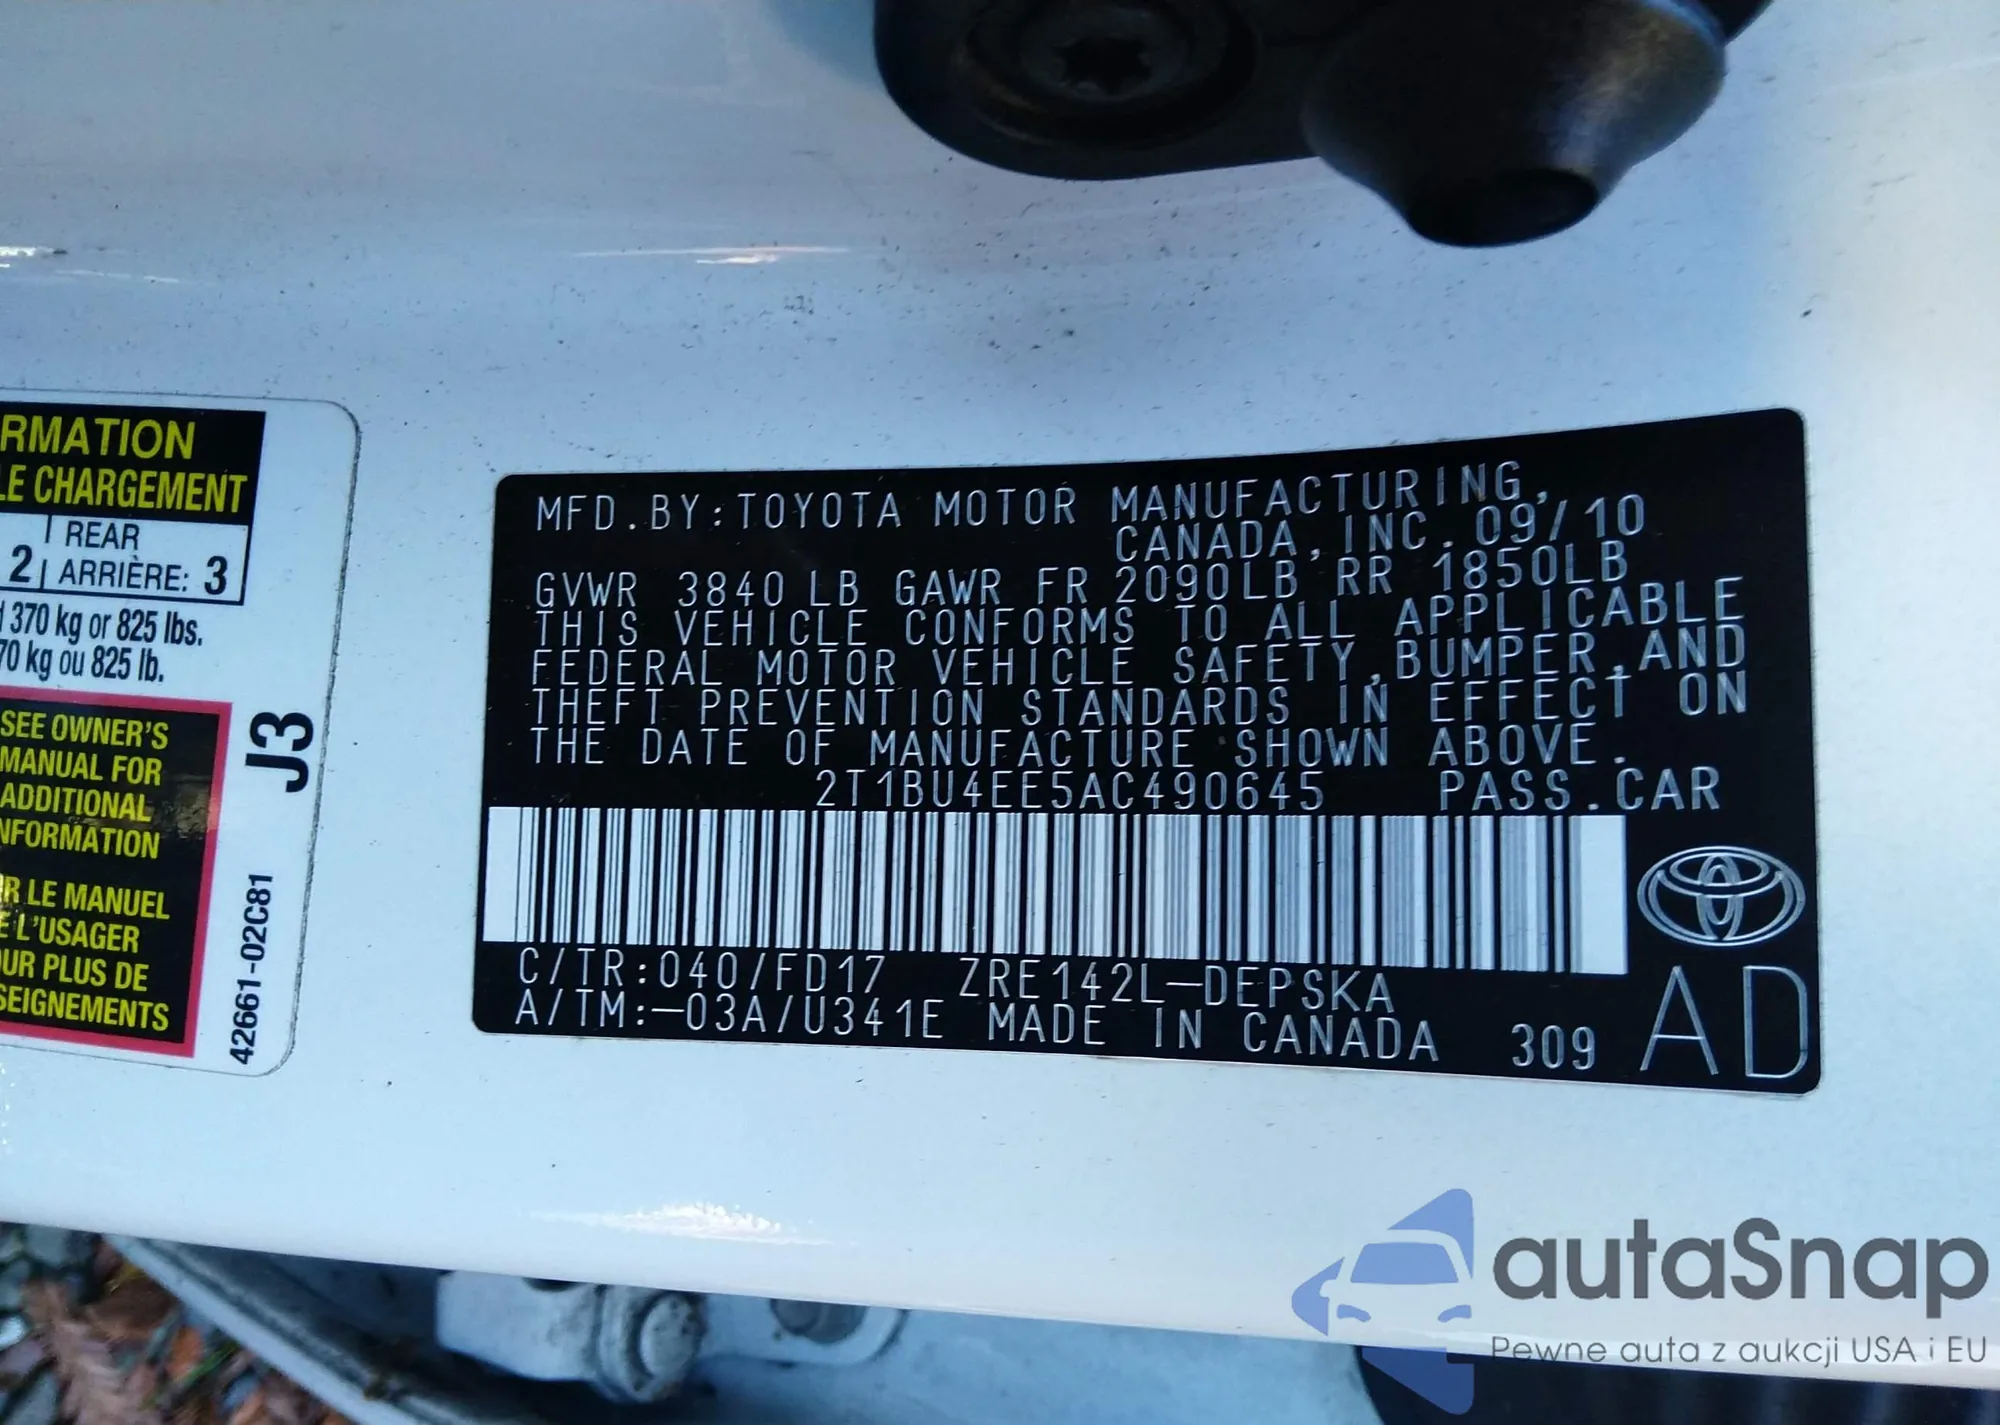 RMATION
LE CHARGEMENT
REAR
2 ARRIÈRE: 3
370 kg or 825 lbs.
70 kg ou 825 lb.
SEE OWNER'S
MANUAL FOR
ADDITIONAL
NFORMATION
R LE MANUEL
E L'USAGER
UR PLUS DE
SEIGNEMENTS
J3
42661-02C81
MFD.BY:TOYOTA MOTOR MANUFACTURING,
CANADA,INC. 09/10
GVWR 3840LB GAWR FR 2090LB RR 1850LB
THIS VEHICLE CONFORMS TO ALL APPLICABLE
FEDERAL MOTOR VEHICLE SAFETY,BUMPER,AND
THEFT PREVENTION STANDARDS IN EFFECT ON
THE DATE OF MANUFACTURE SHOWN ABOVE.
2T1BU4EE5AC490645 PASS.CAR
C/TR:040/FD17 ZRE142L-DEPSKA
A/TM:-03A/U341E MADE IN CANADA 309
AD
autaSnap
Pewne auta z aukcji USA i EU